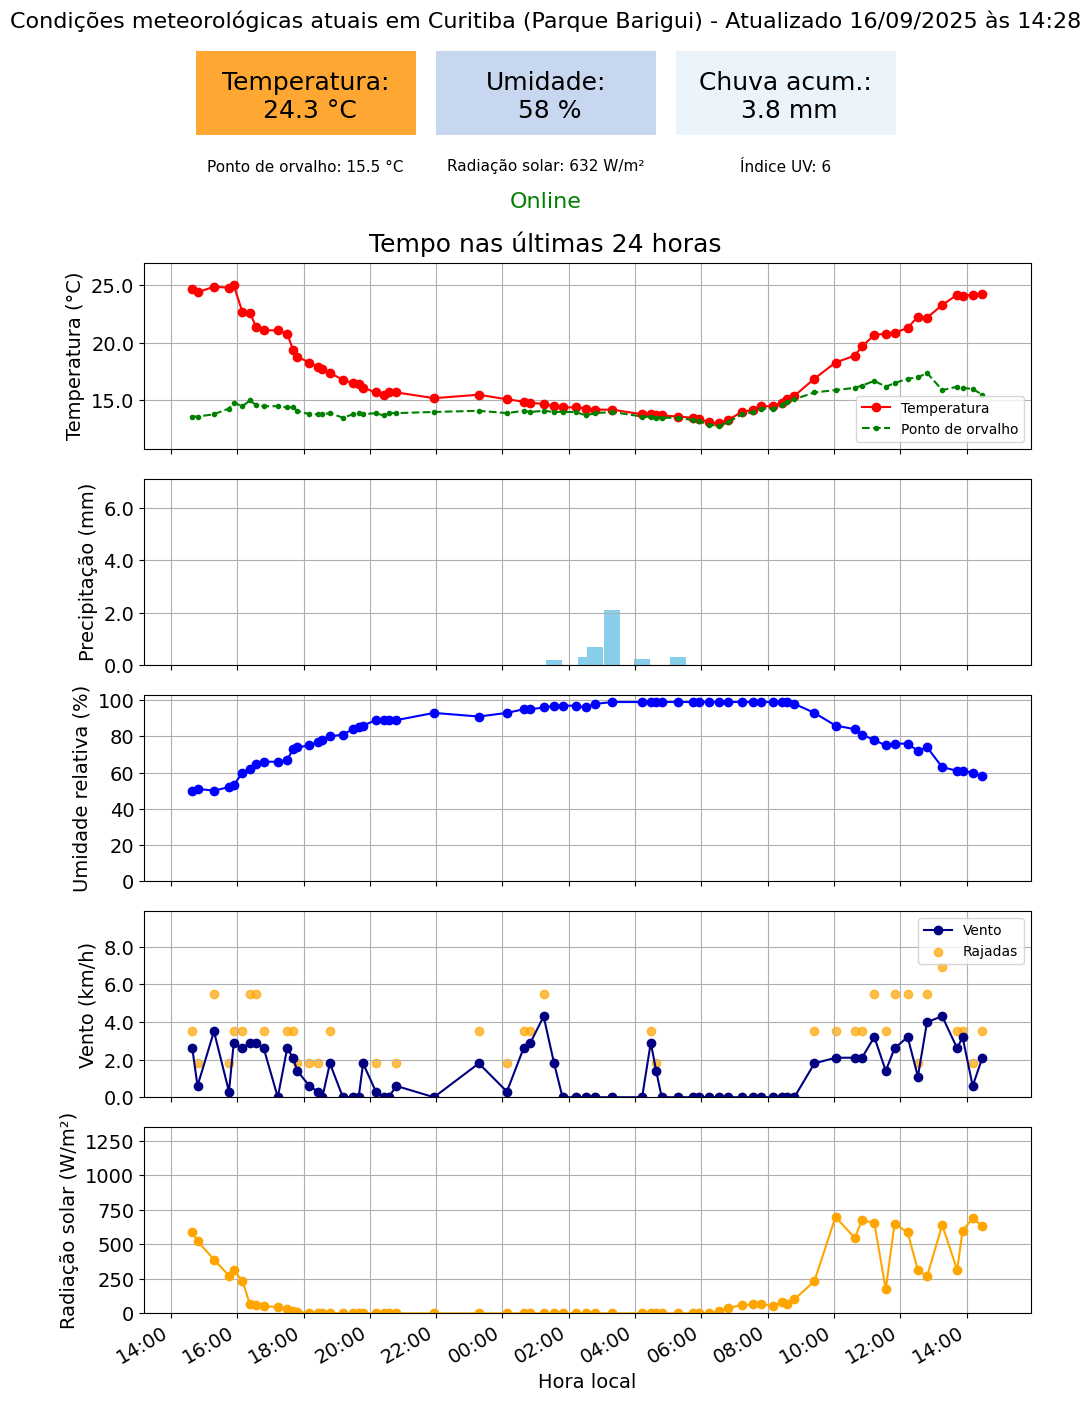 Condições meteorológicas atuais em Curitiba (Parque Barigui) - Atualizado 16/09/2025 às 14:28
Temperatura:
24.3 °C
Umidade:
58 %
Chuva acum.:
3.8 mm
Ponto de orvalho: 15.5 °C
Radiação solar: 632 W/m²
Índice UV: 6
Online
Tempo nas últimas 24 horas
Temperatura (°C)
25.0
20.0
15.0
Temperatura
Ponto de orvalho
Precipitação (mm)
6.0
4.0
2.0
0.0
Umidade relativa (%)
100
80
60
40
20
0
Vento (km/h)
8.0
6.0
4.0
2.0
0.0
Vento
Rajadas
Radiação solar (W/m²)
1250
1000
750
500
250
0
14:00
16:00
18:00
20:00
22:00
00:00
02:00
04:00
06:00
08:00
10:00
12:00
14:00
Hora local